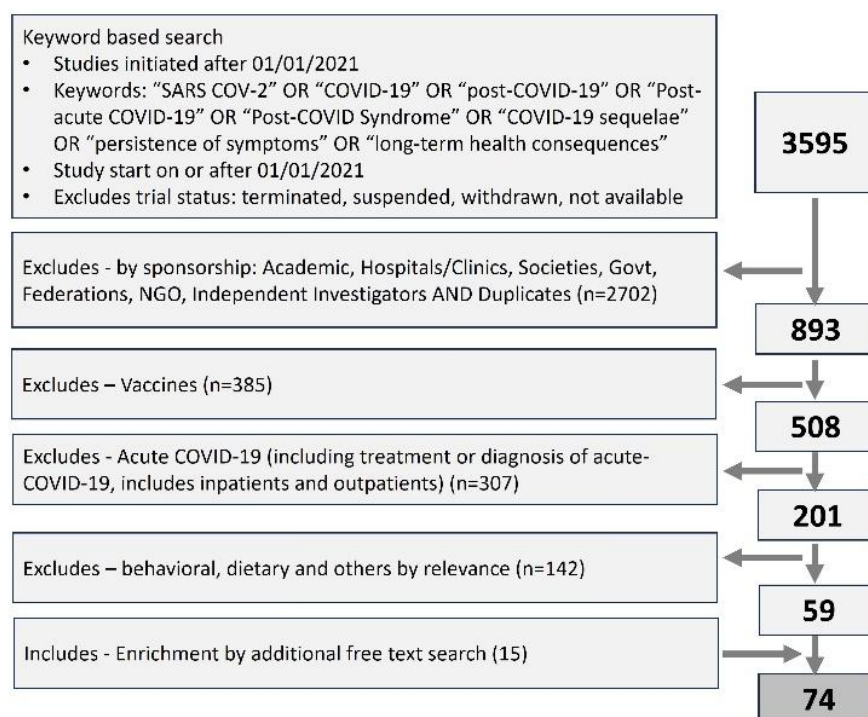 Keyword based search
• Studies initiated after 01/01/2021
• Keywords: “SARS COV-2” OR “COVID-19” OR “post-COVID-19” OR “Post-
acute COVID-19” OR “Post-COVID Syndrome” OR “COVID-19 sequelae”
OR “persistence of symptoms” OR “long-term health consequences”
• Study start on or after 01/01/2021
• Excludes trial status: terminated, suspended, withdrawn, not available
3595
Excludes - by sponsorship: Academic, Hospitals/Clinics, Societies, Govt,
Federations, NGO, Independent Investigators AND Duplicates (n=2702)
893
Excludes – Vaccines (n=385)
508
Excludes - Acute COVID-19 (including treatment or diagnosis of acute-
COVID-19, includes inpatients and outpatients) (n=307)
201
Excludes – behavioral, dietary and others by relevance (n=142)
59
Includes - Enrichment by additional free text search (15)
74